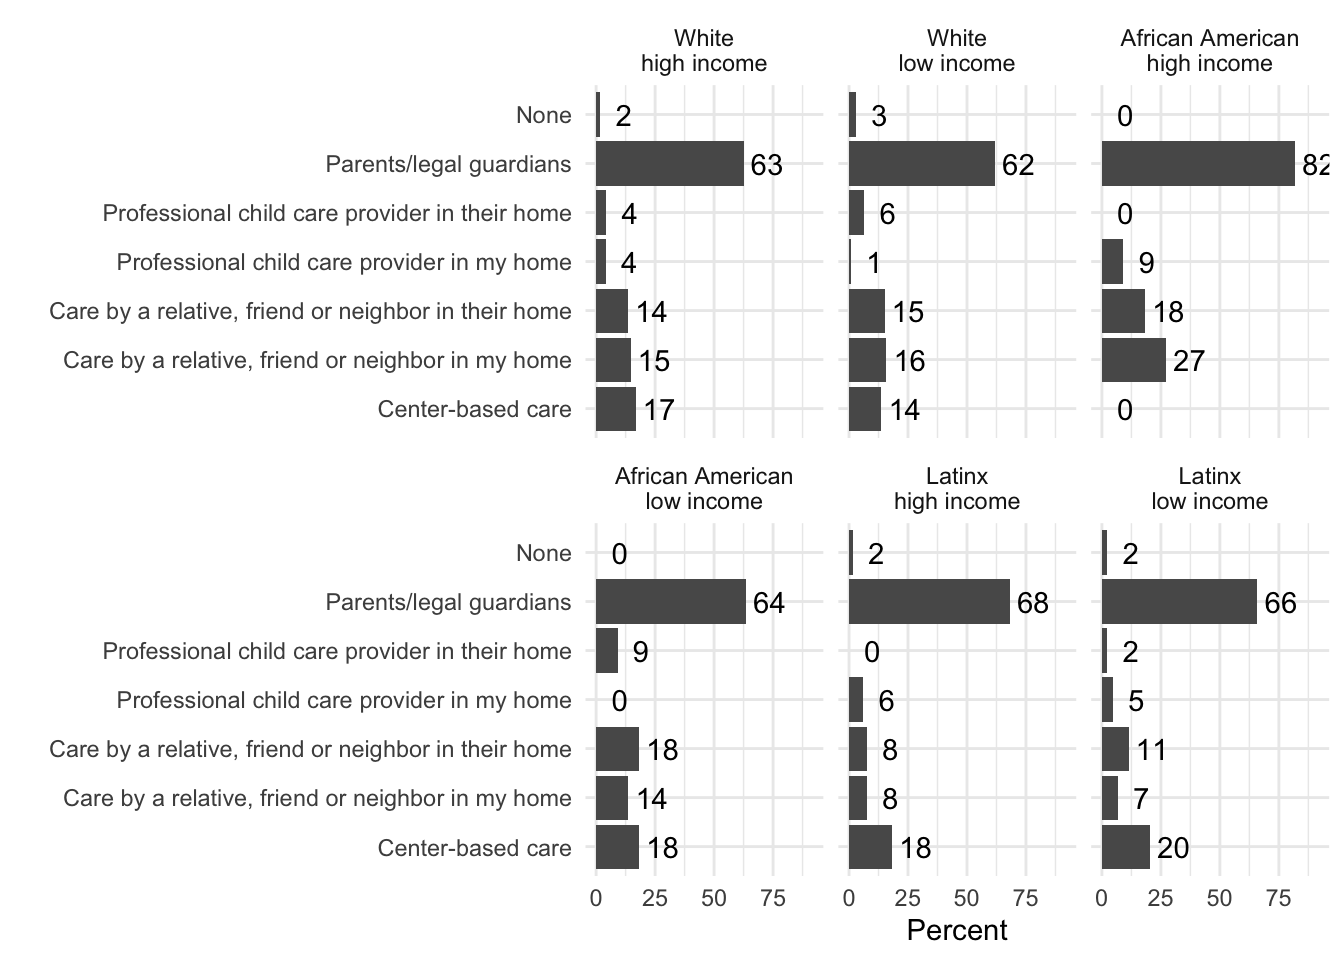 White
high income
White
low income
African American
high income
None
2
3
0
Parents/legal guardians
63
62
82
Professional child care provider in their home
4
6
0
Professional child care provider in my home
4
1
9
Care by a relative, friend or neighbor in their home
14
15
18
Care by a relative, friend or neighbor in my home
15
16
27
Center-based care
17
14
0
African American
low income
Latinx
high income
Latinx
low income
None
0
2
2
Parents/legal guardians
64
68
66
Professional child care provider in their home
9
0
2
Professional child care provider in my home
0
6
5
Care by a relative, friend or neighbor in their home
18
8
11
Care by a relative, friend or neighbor in my home
14
8
7
Center-based care
18
18
20
0 25 50 75
0 25 50 75
0 25 50 75
Percent